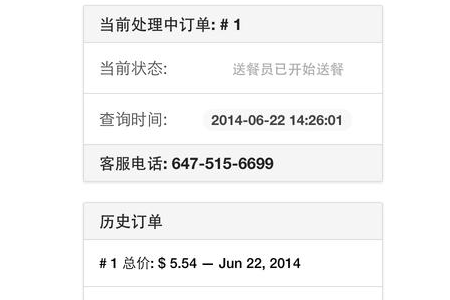 当前处理中订单: # 1
当前状态: 送餐员已开始送餐
查询时间: 2014-06-22 14:26:01
客服电话: 647-515-6699
历史订单
# 1 总价: $ 5.54 — Jun 22, 2014